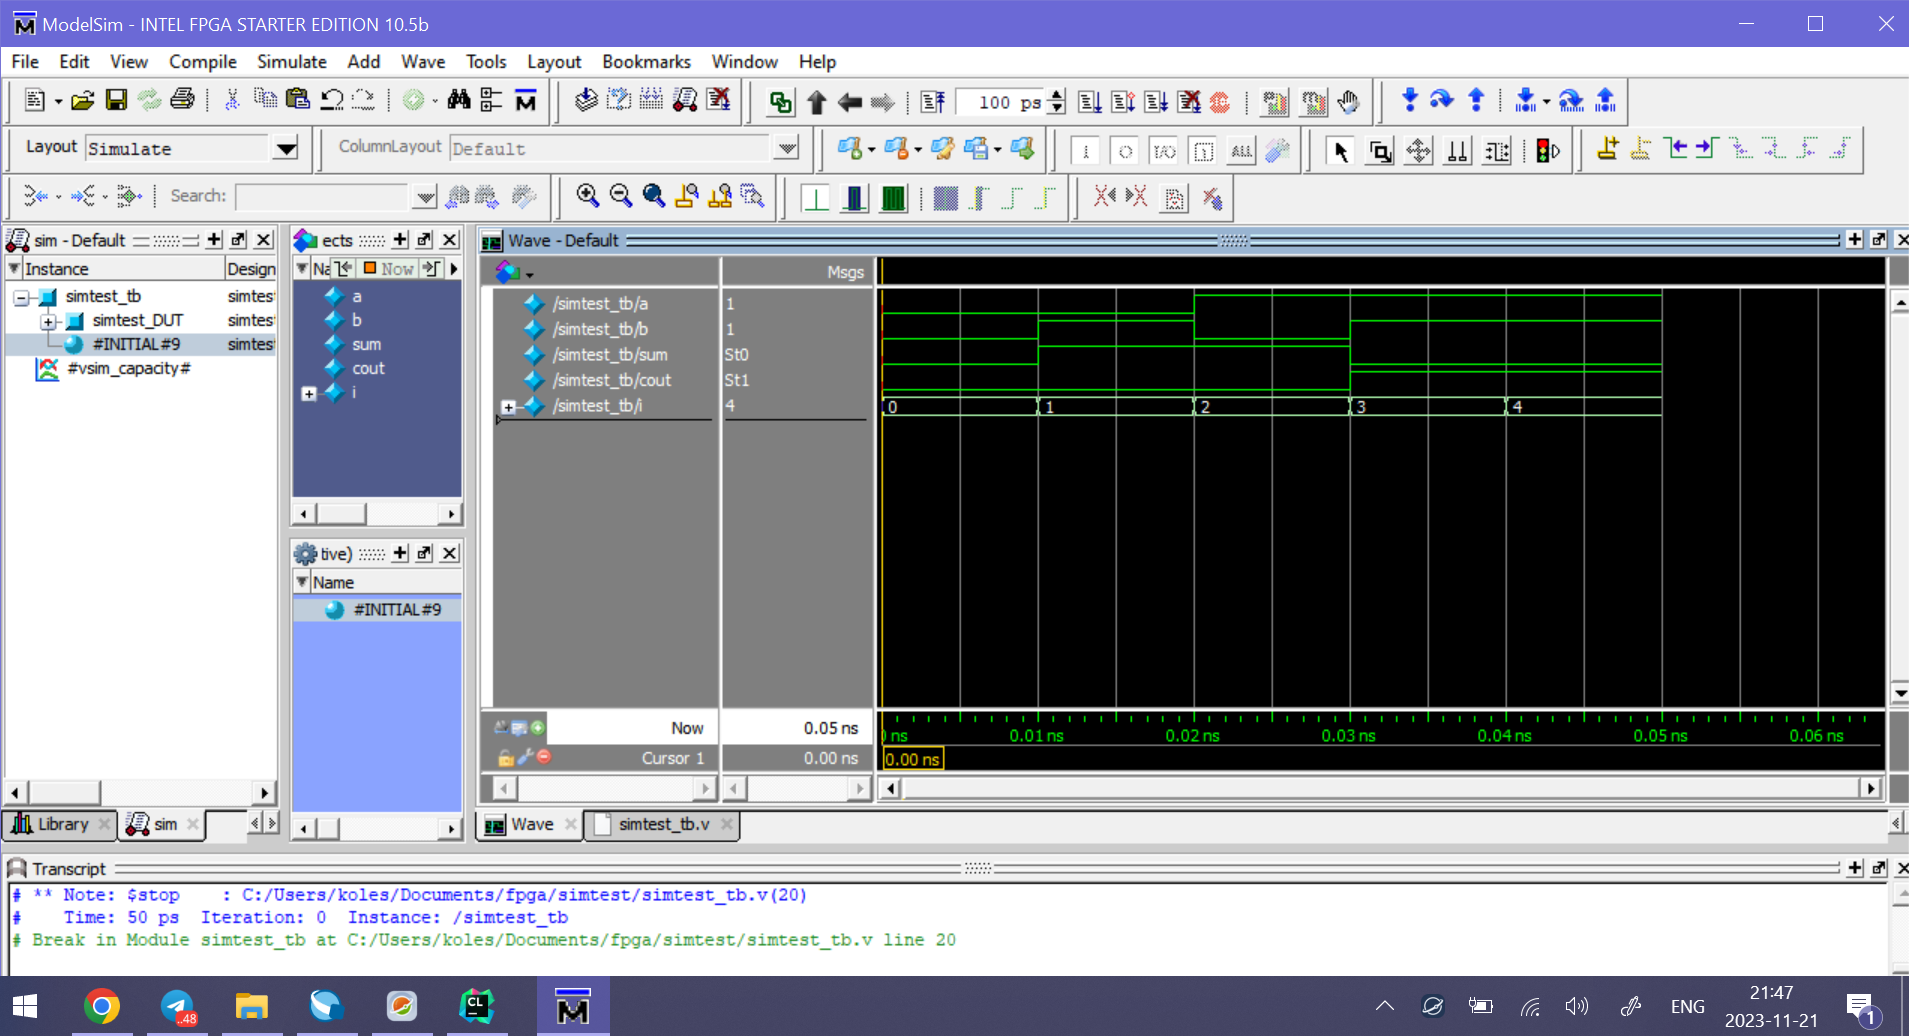 ModelSim - INTEL FPGA STARTER EDITION 10.5b
File Edit View Compile Simulate Add Wave Tools Layout Bookmarks Window Help
100 ps
Layout Simulate
ColumnLayout Default
ALL
Search:
sim - Default
Instance Design
simtest_tb simtest
simtest_DUT simtest
#INITIAL#9 simtest
#vsim_capacity#
Library
sim
ects
Na Now
a
b
sum
cout
i
tive)
Name
#INITIAL#9
Wave - Default
Msgs
/simtest_tb/a 1
/simtest_tb/b 1
/simtest_tb/sum St0
/simtest_tb/cout St1
/simtest_tb/i 4
0 1 2 3 4
Now 0.05 ns
Cursor 1 0.00 ns
ns 0.01 ns 0.02 ns 0.03 ns 0.04 ns 0.05 ns 0.06 ns
0.00 ns
Wave
simtest_tb.v
Transcript
# ** Note: $stop : C:/Users/koles/Documents/fpga/simtest/simtest_tb.v(20)
# Time: 50 ps Iteration: 0 Instance: /simtest_tb
# Break in Module simtest_tb at C:/Users/koles/Documents/fpga/simtest/simtest_tb.v line 20
..48
CL
M
ENG
21:47
2023-11-21
1